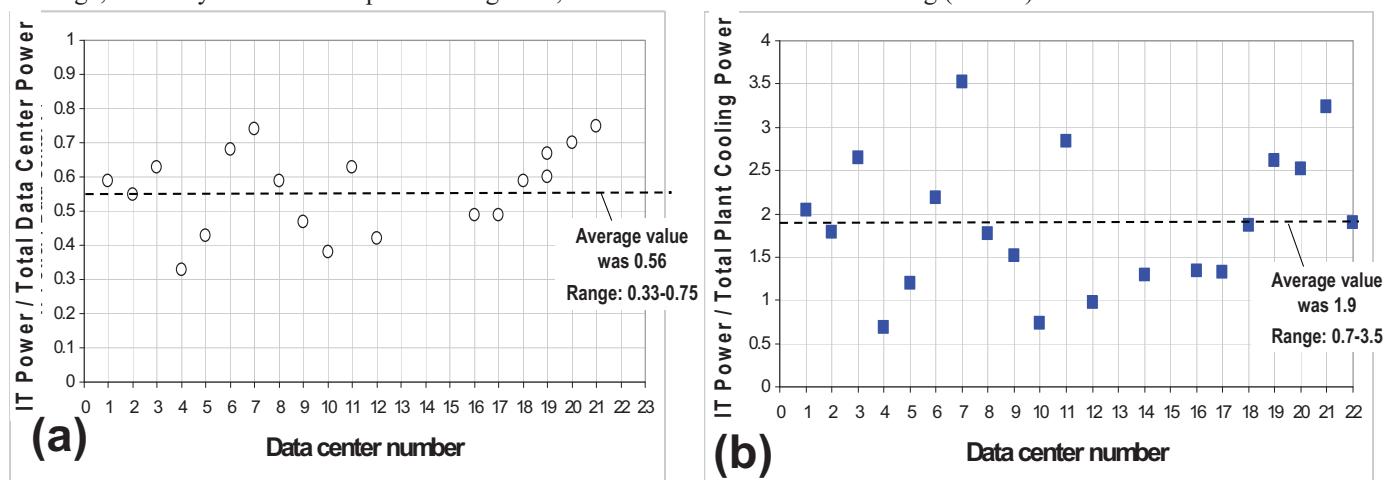 IT Power / Total Data Center Power
1
0.9
0.8
0.7
0.6
0.5
0.4
0.3
0.2
0.1
0
0 1 2 3 4 5 6 7 8 9 10 11 12 13 14 15 16 17 18 19 20 21 22 23
Average value
was 0.56
Range: 0.33-0.75
Data center number
(a)
IT Power / Total Plant Cooling Power
4
3.5
3
2.5
2
1.5
1
0.5
0
0 1 2 3 4 5 6 7 8 9 10 11 12 13 14 15 16 17 18 19 20 21 22
Average value
was 1.9
Range: 0.7-3.5
Data center number
(b)